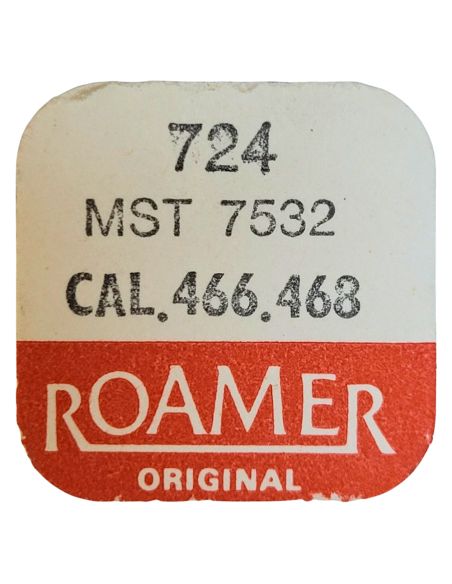 724
MST 7532
CAL.466.468
ROAMER
ORIGINAL